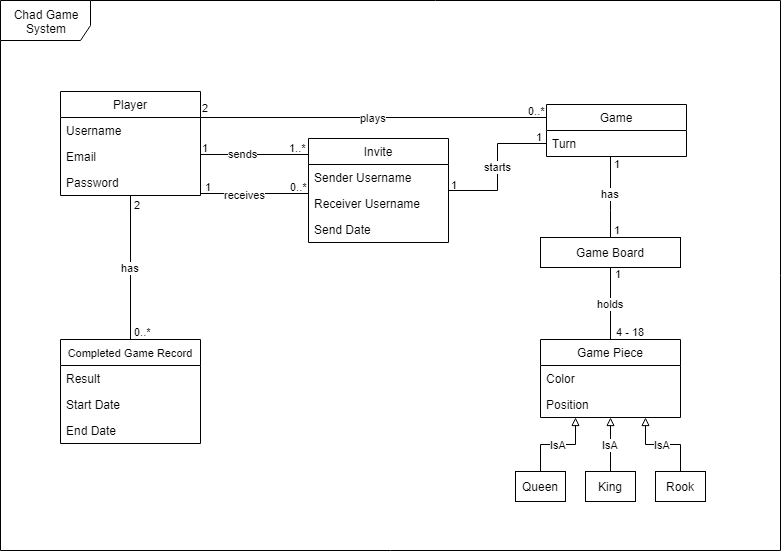 Chad Game
System
Player
Username
Email
Password
2
plays
0..*
Game
Turn
1
sends
1..*
1
receives
0..*
Invite
Sender Username
Receiver Username
Send Date
1
starts
1
1
has
1
Game Board
1
holds
4 - 18
Game Piece
Color
Position
2
has
0..*
Completed Game Record
Result
Start Date
End Date
IsA
IsA
IsA
Queen
King
Rook